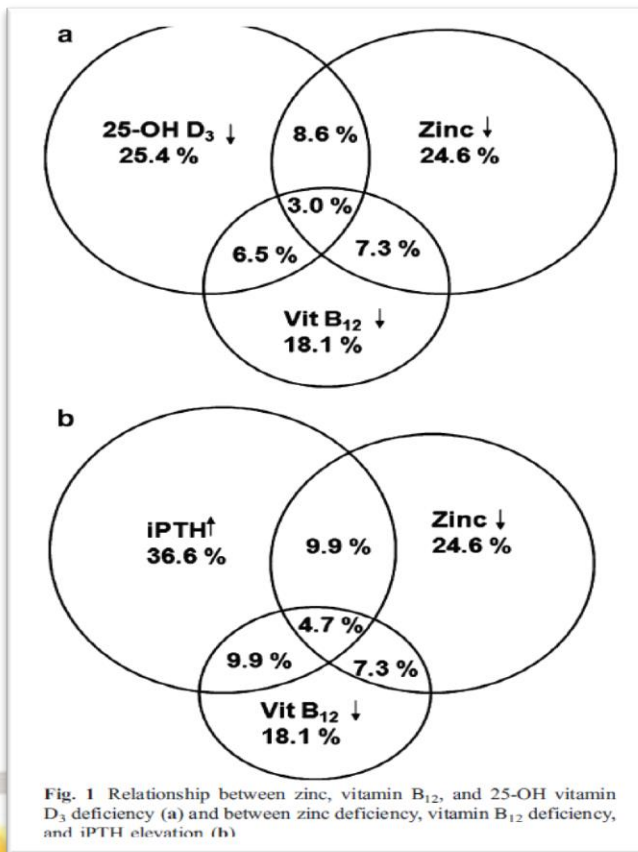 a
25-OH D₃ ↓
25.4 %
8.6 %
Zinc ↓
24.6 %
3.0 %
6.5 %
7.3 %
Vit B₁₂ ↓
18.1 %
b
iPTH↑
36.6 %
9.9 %
Zinc ↓
24.6 %
4.7 %
9.9 %
7.3 %
Vit B₁₂ ↓
18.1 %
Fig. 1 Relationship between zinc, vitamin B₁₂, and 25-OH vitamin
D₃ deficiency (a) and between zinc deficiency, vitamin B₁₂ deficiency,
and iPTH elevation (b)